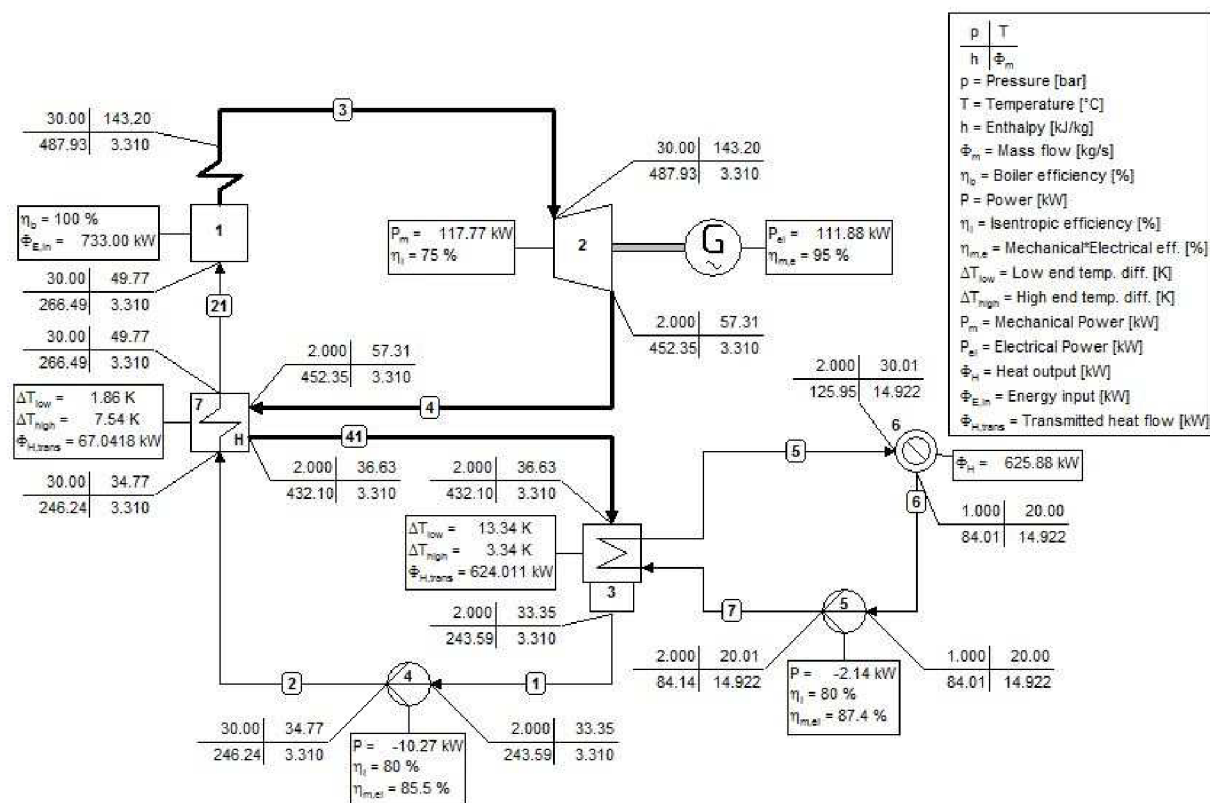 p | T
h | Φm
p = Pressure [bar]
T = Temperature [°C]
h = Enthalpy [kJ/kg]
Φm = Mass flow [kg/s]
ηb = Boiler efficiency [%]
P = Power [kW]
ηi = Isentropic efficiency [%]
ηm,e = Mechanical*Electrical eff. [%]
ΔTlow = Low end temp. diff. [K]
ΔThigh = High end temp. diff. [K]
Pm = Mechanical Power [kW]
Pel = Electrical Power [kW]
ΦH = Heat output [kW]
ΦE,in = Energy input [kW]
ΦH,trans = Transmitted heat flow [kW]
3
30.00 | 143.20
487.93 | 3.310
30.00 | 143.20
487.93 | 3.310
1
ηb = 100 %
ΦE,in = 733.00 kW
Pm = 117.77 kW
ηi = 75 %
2
G
~
Pel = 111.88 kW
ηm,e = 95 %
30.00 | 49.77
266.49 | 3.310
21
30.00 | 49.77
266.49 | 3.310
2.000 | 57.31
452.35 | 3.310
2.000 | 57.31
452.35 | 3.310
2.000 | 30.01
125.95 | 14.922
ΔTlow = 1.86 K
ΔThigh = 7.54 K
ΦH,trans = 67.0418 kW
7
H
4
41
5
6
ΦH = 625.88 kW
30.00 | 34.77
246.24 | 3.310
2.000 | 36.63
432.10 | 3.310
2.000 | 36.63
432.10 | 3.310
6
1.000 | 20.00
84.01 | 14.922
ΔTlow = 13.34 K
ΔThigh = 3.34 K
ΦH,trans = 624.011 kW
3
7
5
2.000 | 33.35
243.59 | 3.310
2.000 | 20.01
84.14 | 14.922
1.000 | 20.00
84.01 | 14.922
P = -2.14 kW
ηi = 80 %
ηm,el = 87.4 %
2
4
1
30.00 | 34.77
246.24 | 3.310
2.000 | 33.35
243.59 | 3.310
P = -10.27 kW
ηi = 80 %
ηm,el = 85.5 %